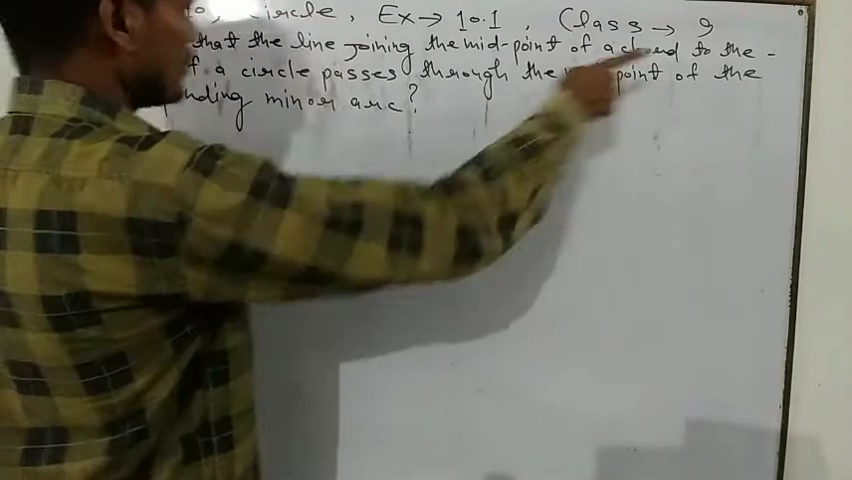 circle, Ex→ 10.1, Class → 9
that the line joining the mid-point of a chord to the -
f a circle passes through the point of the
nding minor arc?